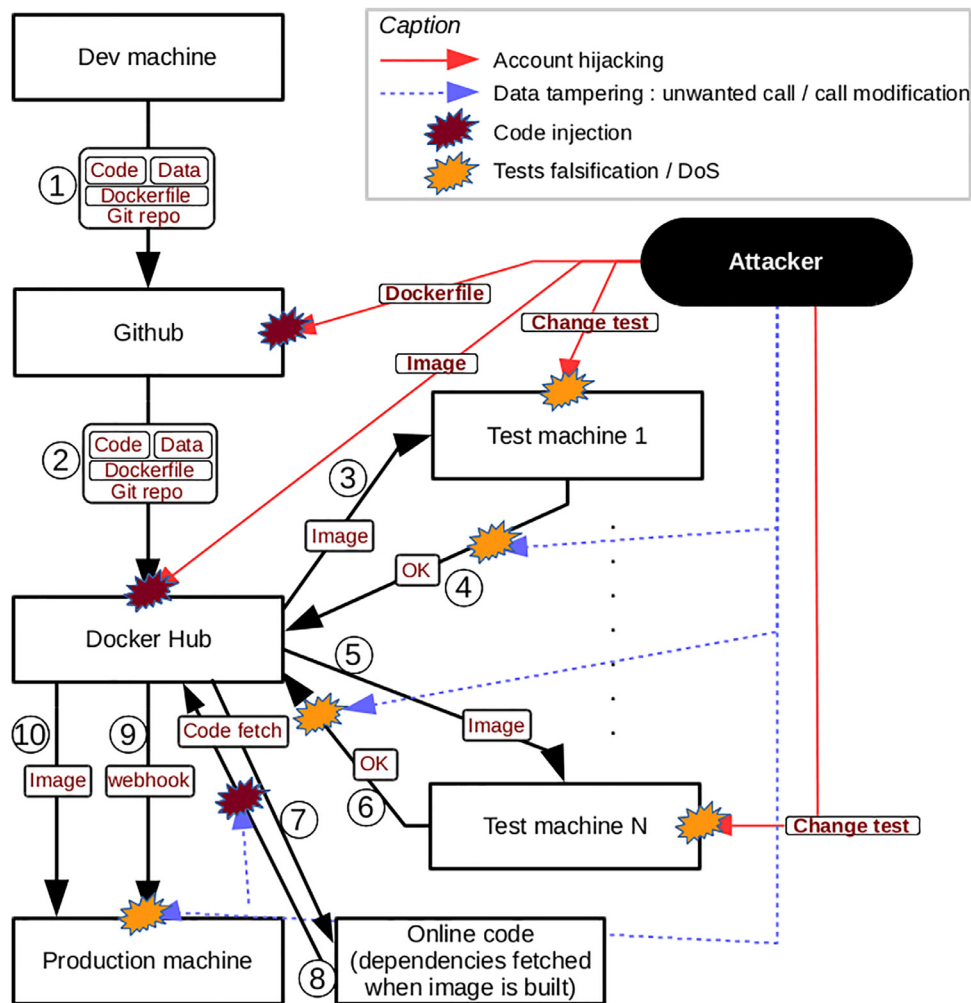 Dev machine
Caption
Account hijacking
Data tampering : unwanted call / call modification
Code injection
Tests falsification / DoS
1
Code Data
Dockerfile
Git repo
Attacker
Github
Dockerfile
Change test
Image
2
Code Data
Dockerfile
Git repo
Test machine 1
3
Image
OK
4
Docker Hub
5
10
9
Code fetch
Image
Image
webhook
OK
6
7
Test machine N
Change test
Production machine
8
Online code
(dependencies fetched
when image is built)